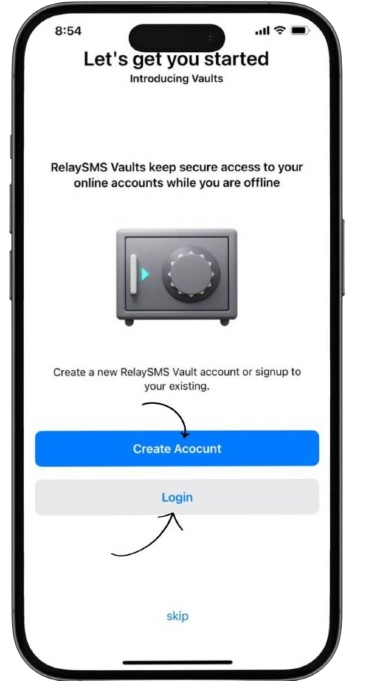 8:54
Let's get you started
Introducing Vaults
RelaySMS Vaults keep secure access to your
online accounts while you are offline
Create a new RelaySMS Vault account or signup to
your existing.
Create Acocunt
Login
skip